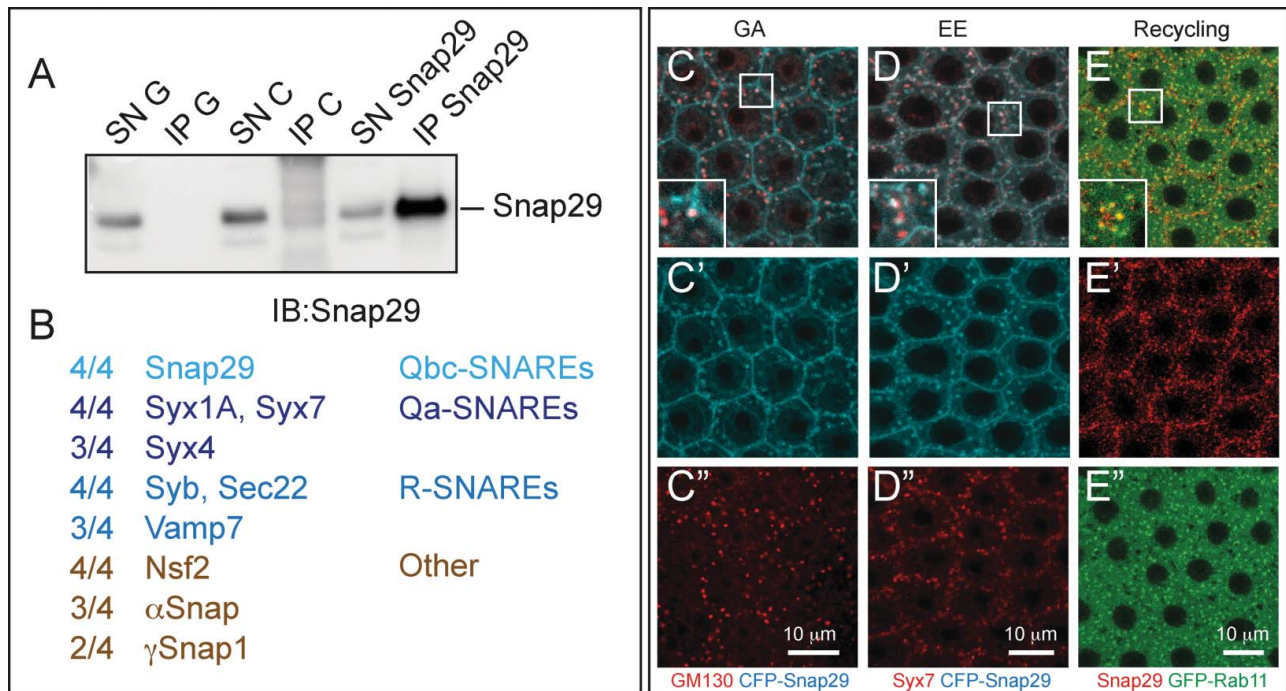 A
SN G
IP G
SN C
IP C
SN Snap29
IP Snap29
Snap29
IB:Snap29
B
4/4 Snap29 Qbc-SNAREs
4/4 Syx1A, Syx7 Qa-SNAREs
3/4 Syx4
4/4 Syb, Sec22 R-SNAREs
3/4 Vamp7
4/4 Nsf2 Other
3/4 αSnap
2/4 γSnap1
GA EE Recycling
C D E
C' D' E'
C" D" E"
10 μm 10 μm 10 μm
GM130 CFP-Snap29 Syx7 CFP-Snap29 Snap29 GFP-Rab11